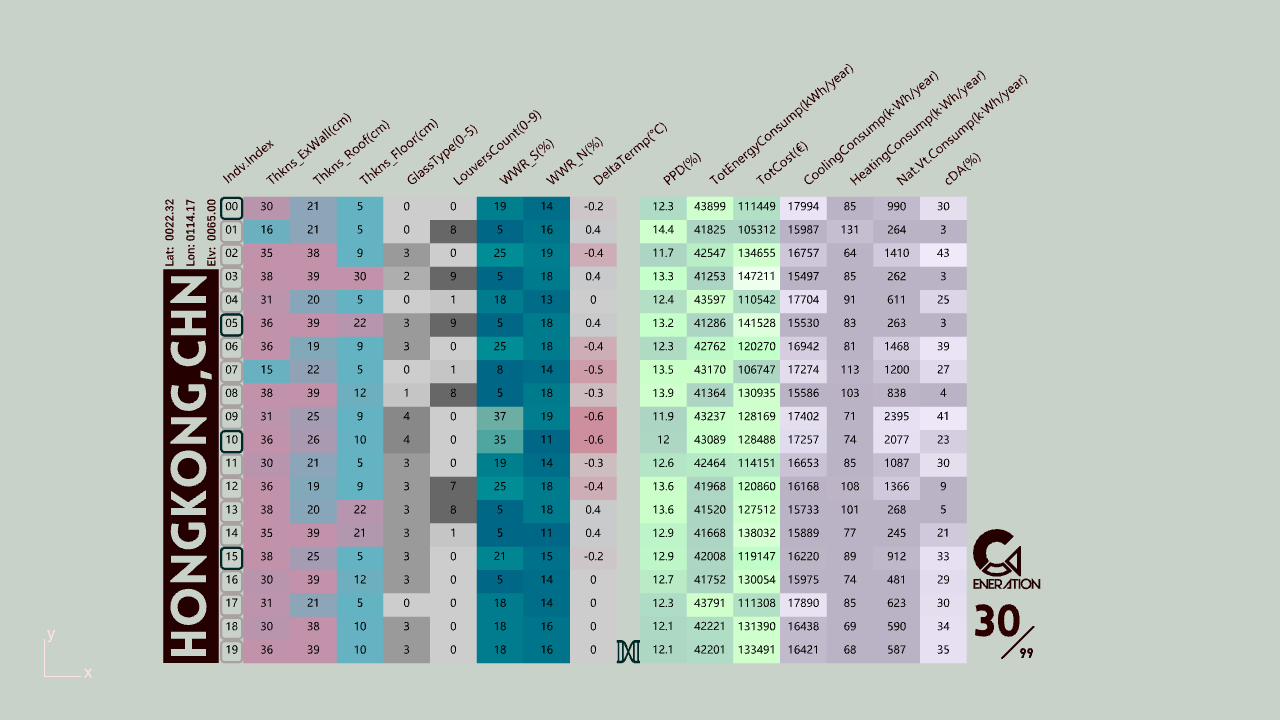 Indv.Index Thkns_ExWall(cm) Thkns_Roof(cm) Thkns_Floor(cm) GlassType(0-5) LouversCount(0-9) WWR_S(%) WWR_N(%) DeltaTermp(°C) PPD(%) TotEnergyConsump(kWh/year) TotCost(€) CoolingConsump(k·Wh/year) HeatingConsump(k·Wh/year) Nat.Vt.Consump(k·Wh/year) cDA(%)
Lat: 0022.32
Lon: 0114.17
Elv: 0065.00
HONGKONG,CHN
00 30 21 5 0 0 19 14 -0.2 12.3 43899 111449 17994 85 990 30
01 16 21 5 0 8 5 16 0.4 14.4 41825 105312 15987 131 264 3
02 35 38 9 3 0 25 19 -0.4 11.7 42547 134655 16757 64 1410 43
03 38 39 30 2 9 5 18 0.4 13.3 41253 147211 15497 85 262 3
04 31 20 5 0 1 18 13 0 12.4 43597 110542 17704 91 611 25
05 36 39 22 3 9 5 18 0.4 13.2 41286 141528 15530 83 263 3
06 36 19 9 3 0 25 18 -0.4 12.3 42762 120270 16942 81 1468 39
07 15 22 5 0 1 8 14 -0.5 13.5 43170 106747 17274 113 1200 27
08 38 39 12 1 8 5 18 -0.3 13.9 41364 130935 15586 103 838 4
09 31 25 9 4 0 37 19 -0.6 11.9 43237 128169 17402 71 2395 41
10 36 26 10 4 0 35 11 -0.6 12 43089 128488 17257 74 2077 23
11 30 21 5 3 0 19 14 -0.3 12.6 42464 114151 16653 85 1087 30
12 36 19 9 3 7 25 18 -0.4 13.6 41968 120860 16168 108 1366 9
13 38 20 22 3 8 5 18 0.4 13.6 41520 127512 15733 101 268 5
14 35 39 21 3 1 5 11 0.4 12.9 41668 138032 15889 77 245 21
15 38 25 5 3 0 21 15 -0.2 12.9 42008 119147 16220 89 912 33
16 30 39 12 3 0 5 14 0 12.7 41752 130054 15975 74 481 29
17 31 21 5 0 0 18 14 0 12.3 43791 111308 17890 85 623 30
18 30 38 10 3 0 18 16 0 12.1 42221 131390 16438 69 590 34
19 36 39 10 3 0 18 16 0 12.1 42201 133491 16421 68 587 35
GENERATION
30/99
y
x